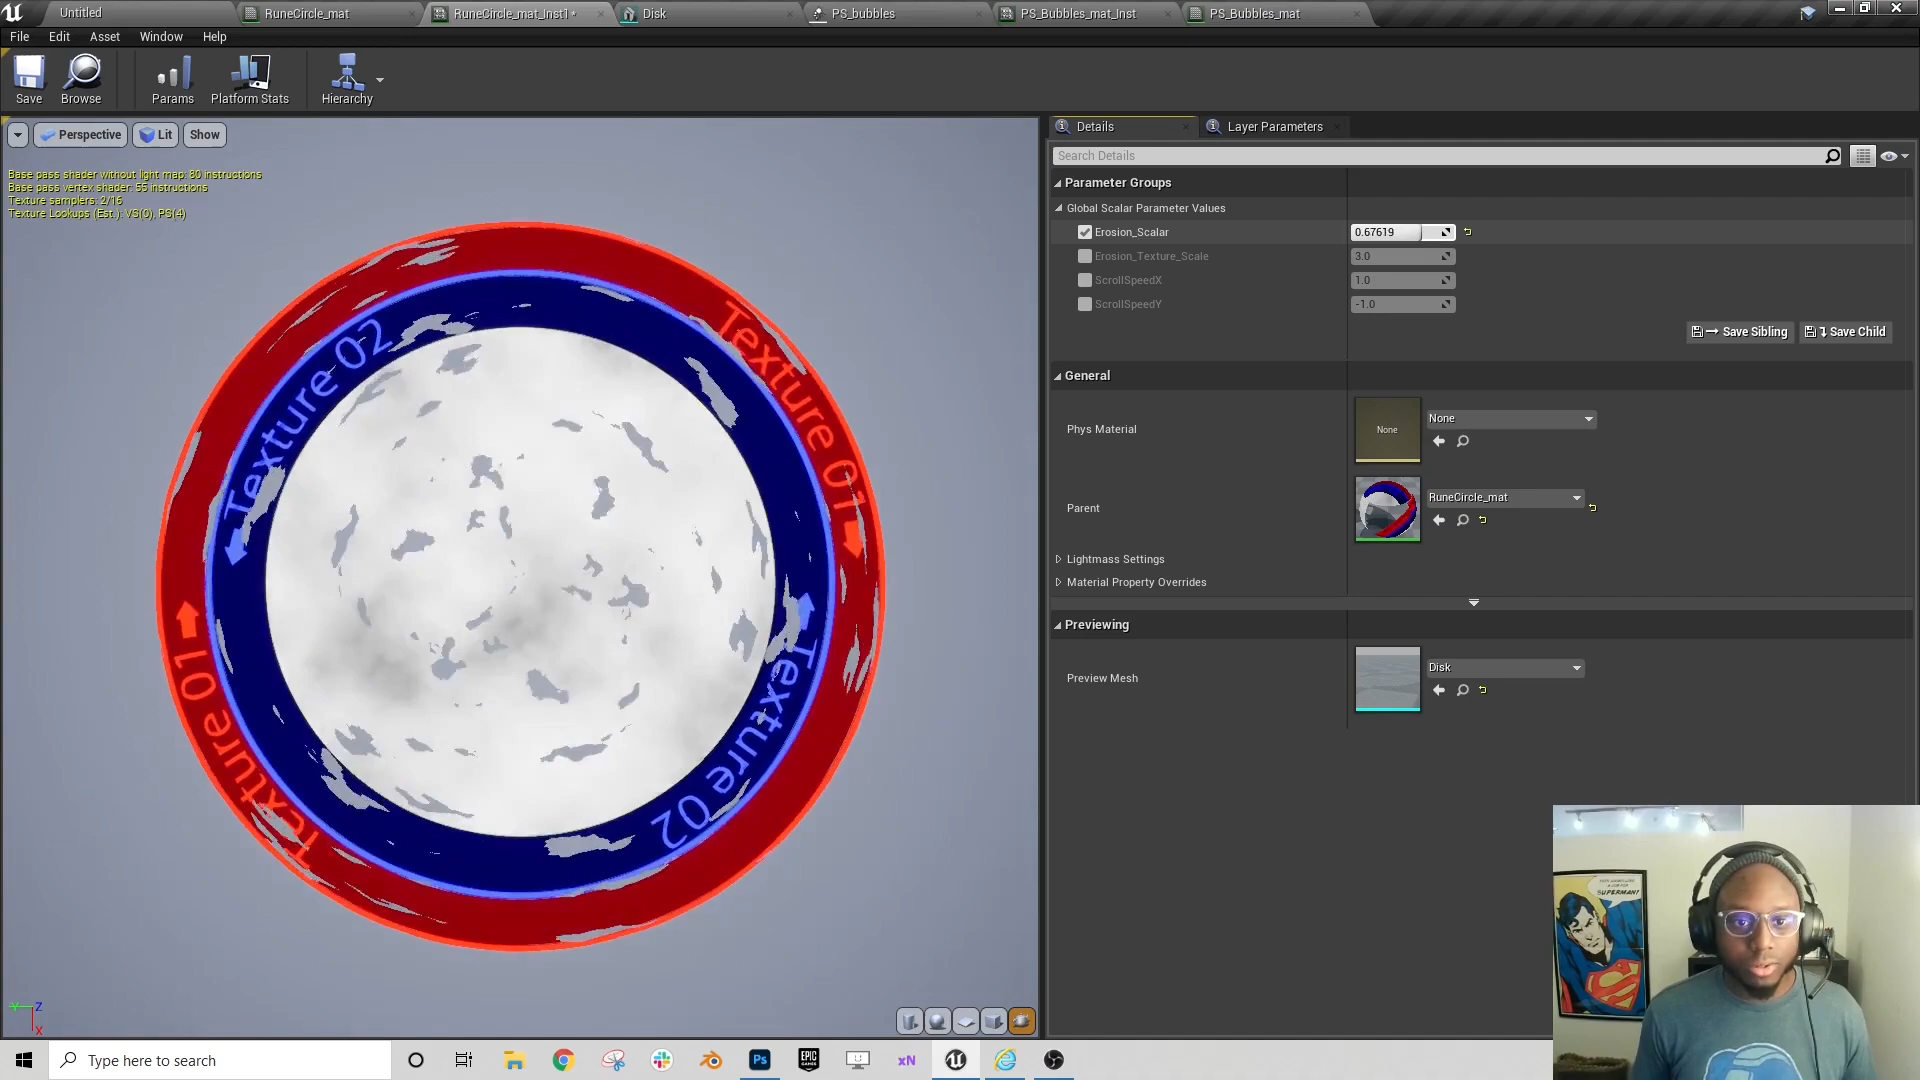 Untitled
RuneCircle_mat
RuneCircle_mat_Inst1*
Disk
PS_bubbles
PS_Bubbles_mat_Inst
PS_Bubbles_mat
File Edit Asset Window Help
Save
Browse
Params
Platform Stats
Hierarchy
Perspective
Lit
Show
Base pass shader without light map: 80 instructions
Base pass vertex shader: 55 instructions
Texture samplers: 2/16
Texture Lookups (Est.): VS(0), PS(4)
Texture 01
Texture 02
Texture 01
Texture 02
T
Y Z
X
Details
Layer Parameters
Search Details
Parameter Groups
Global Scalar Parameter Values
Erosion_Scalar 0.67619
Erosion_Texture_Scale 3.0
ScrollSpeedX 1.0
ScrollSpeedY -1.0
Save Sibling
Save Child
General
Phys Material
None
None
Parent
RuneCircle_mat
Lightmass Settings
Material Property Overrides
Previewing
Preview Mesh
Disk
SUPERMAN!
Type here to search
Ps
EPIC
GAMES
xN